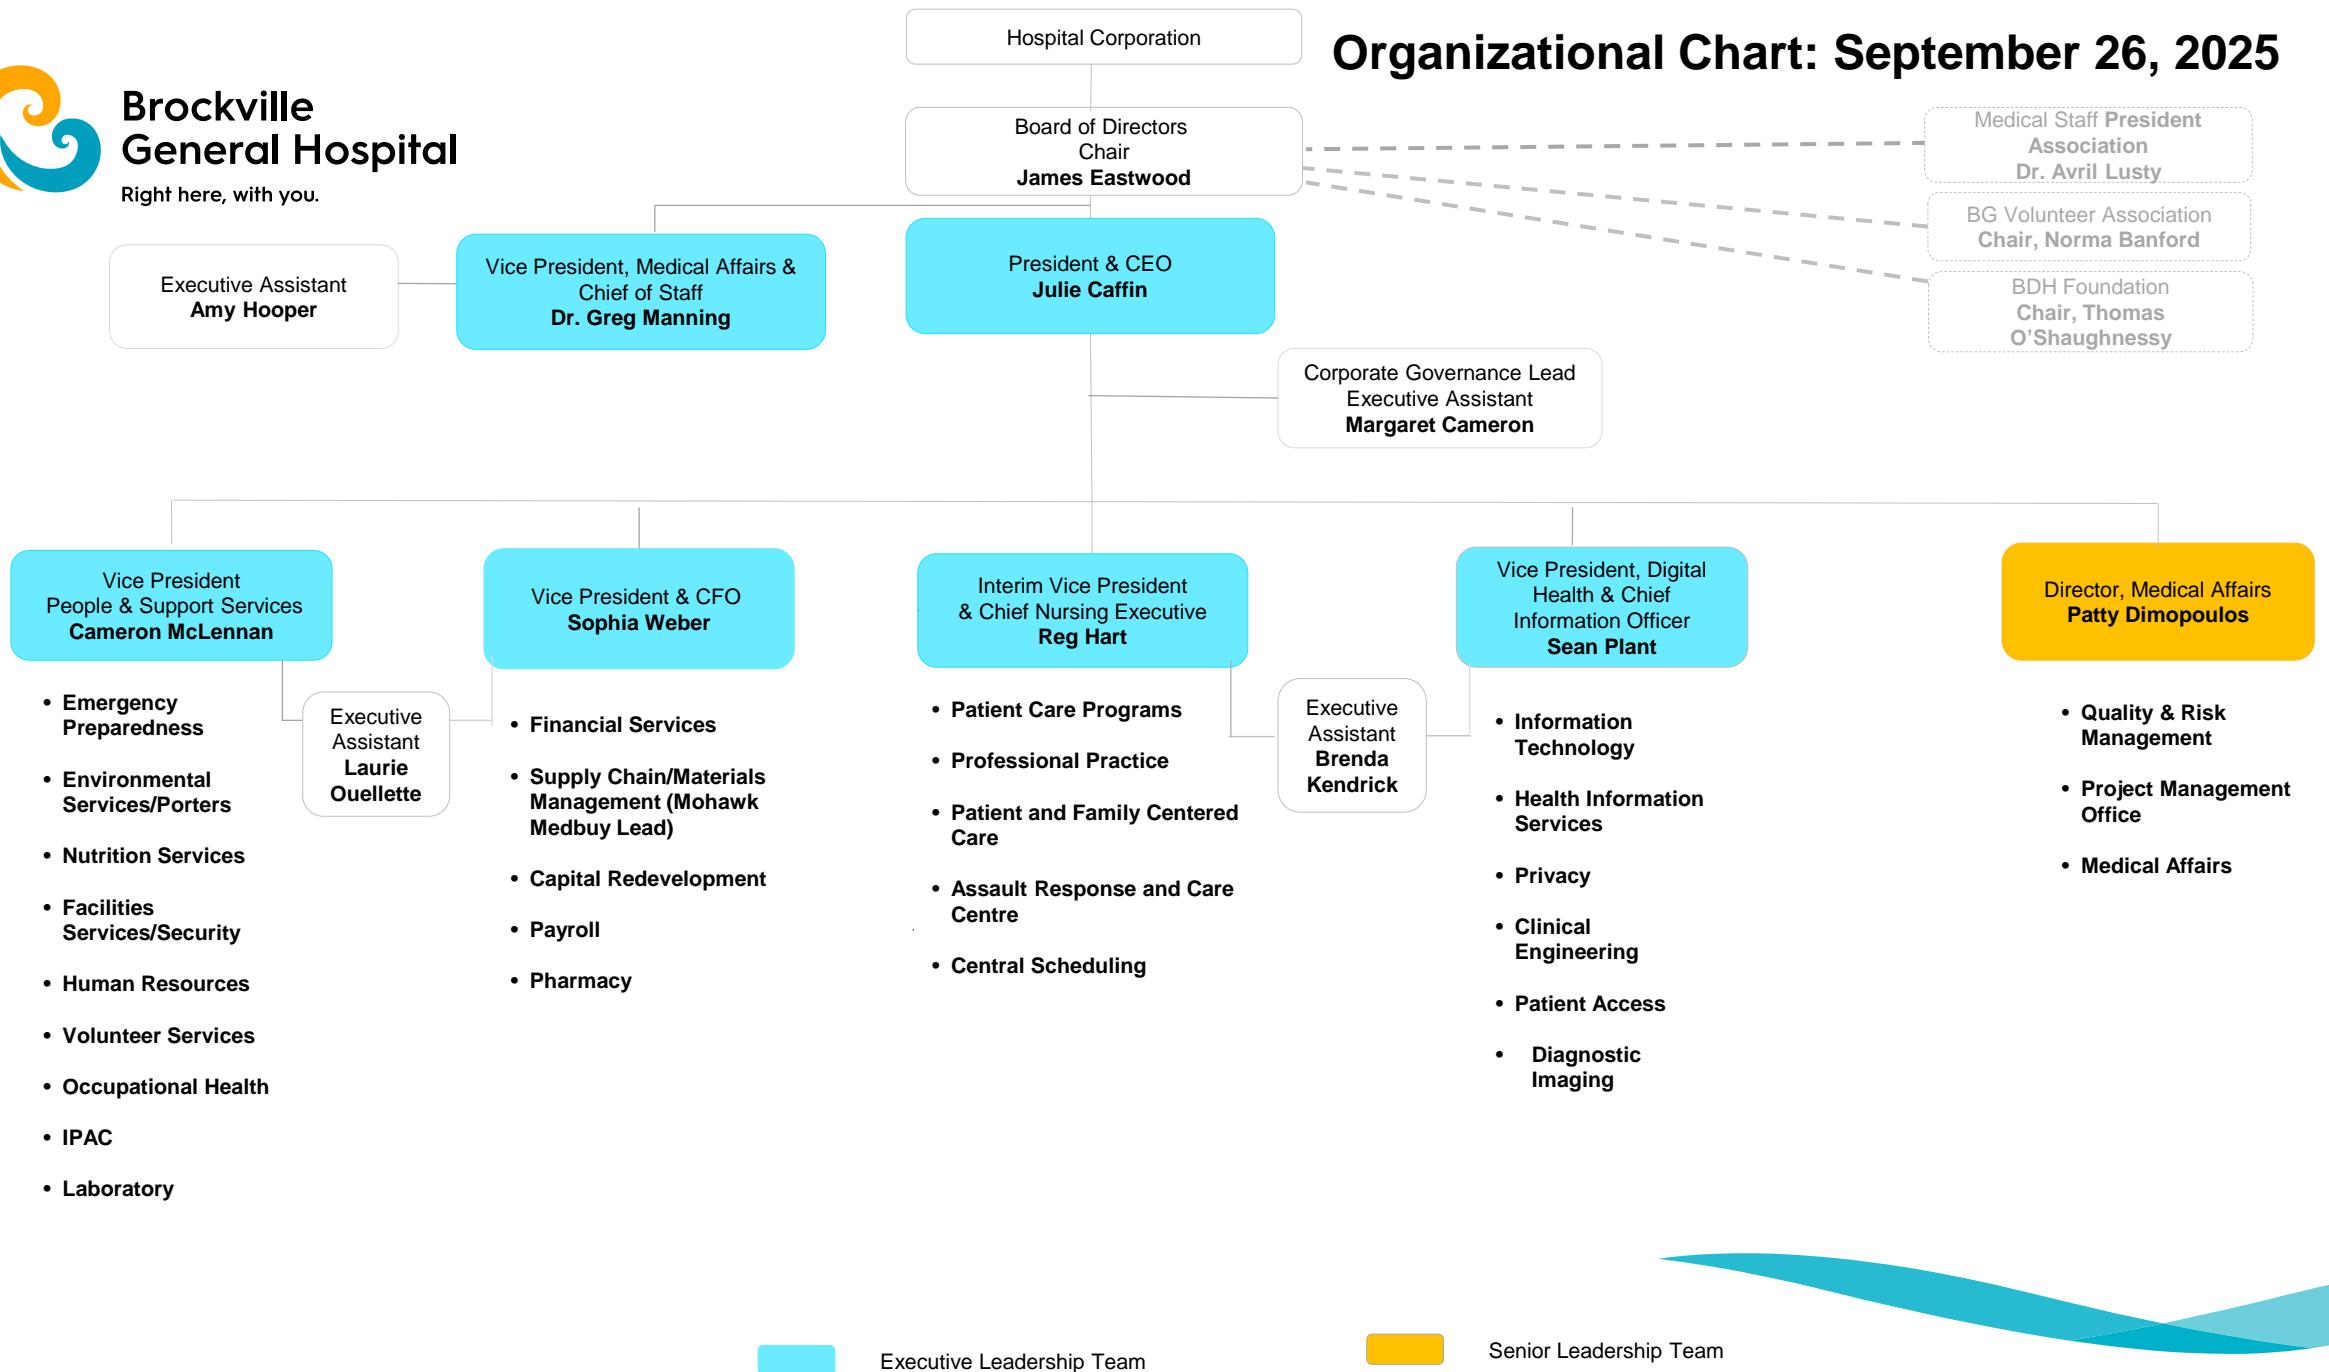 Hospital Corporation
Organizational Chart: September 26, 2025
Brockville
General Hospital
Right here, with you.
Board of Directors
Chair
James Eastwood
Medical Staff President
Association
Dr. Avril Lusty
BG Volunteer Association
Chair, Norma Banford
BDH Foundation
Chair, Thomas
O’Shaughnessy
Executive Assistant
Amy Hooper
Vice President, Medical Affairs &
Chief of Staff
Dr. Greg Manning
President & CEO
Julie Caffin
Corporate Governance Lead
Executive Assistant
Margaret Cameron
Vice President
People & Support Services
Cameron McLennan
Vice President & CFO
Sophia Weber
Interim Vice President
& Chief Nursing Executive
Reg Hart
Vice President, Digital
Health & Chief
Information Officer
Sean Plant
Director, Medical Affairs
Patty Dimopoulos
• Emergency
Preparedness
• Environmental
Services/Porters
• Nutrition Services
• Facilities
Services/Security
• Human Resources
• Volunteer Services
• Occupational Health
• IPAC
• Laboratory
Executive
Assistant
Laurie
Ouellette
• Financial Services
• Supply Chain/Materials
Management (Mohawk
Medbuy Lead)
• Capital Redevelopment
• Payroll
• Pharmacy
• Patient Care Programs
• Professional Practice
• Patient and Family Centered
Care
• Assault Response and Care
Centre
• Central Scheduling
Executive
Assistant
Brenda
Kendrick
• Information
Technology
• Health Information
Services
• Privacy
• Clinical
Engineering
• Patient Access
• Diagnostic
Imaging
• Quality & Risk
Management
• Project Management
Office
• Medical Affairs
Executive Leadership Team
Senior Leadership Team